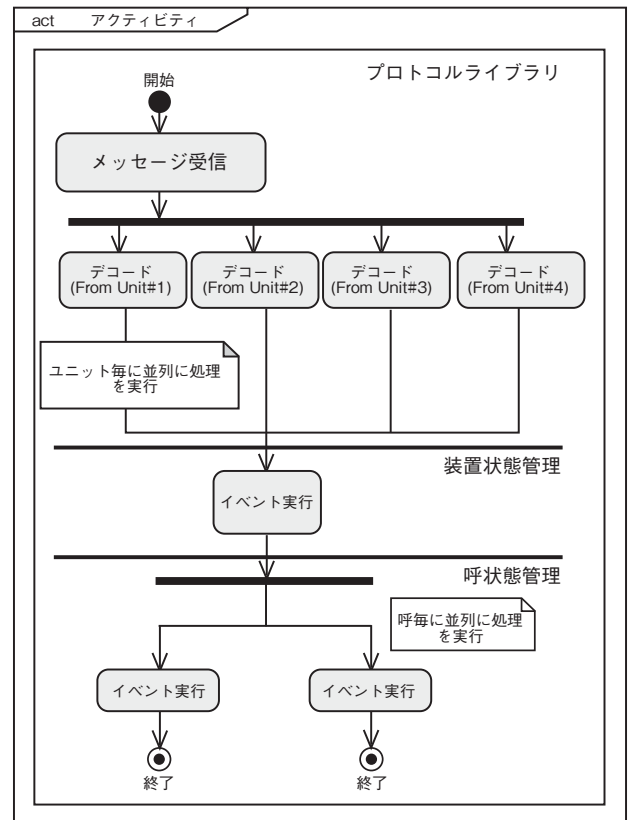 act アクティビティ
プロトコルライブラリ
開始
メッセージ受信
デコード
(From Unit#1)
デコード
(From Unit#2)
デコード
(From Unit#3)
デコード
(From Unit#4)
ユニット毎に並列に処理
を実行
装置状態管理
イベント実行
呼状態管理
呼毎に並列に処理
を実行
イベント実行
イベント実行
終了
終了